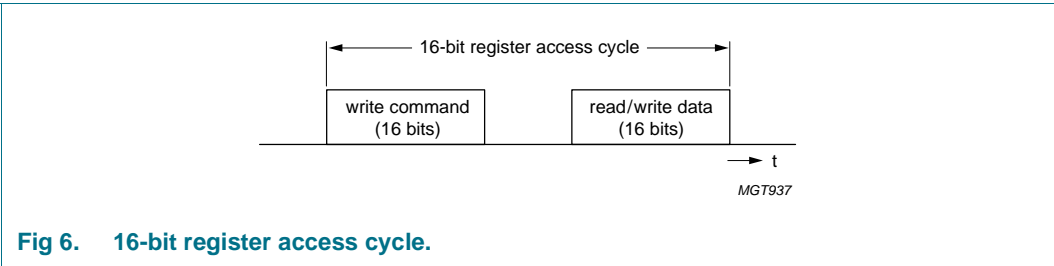 16-bit register access cycle
write command
(16 bits)
read/write data
(16 bits)
t
MGT937
Fig 6. 16-bit register access cycle.